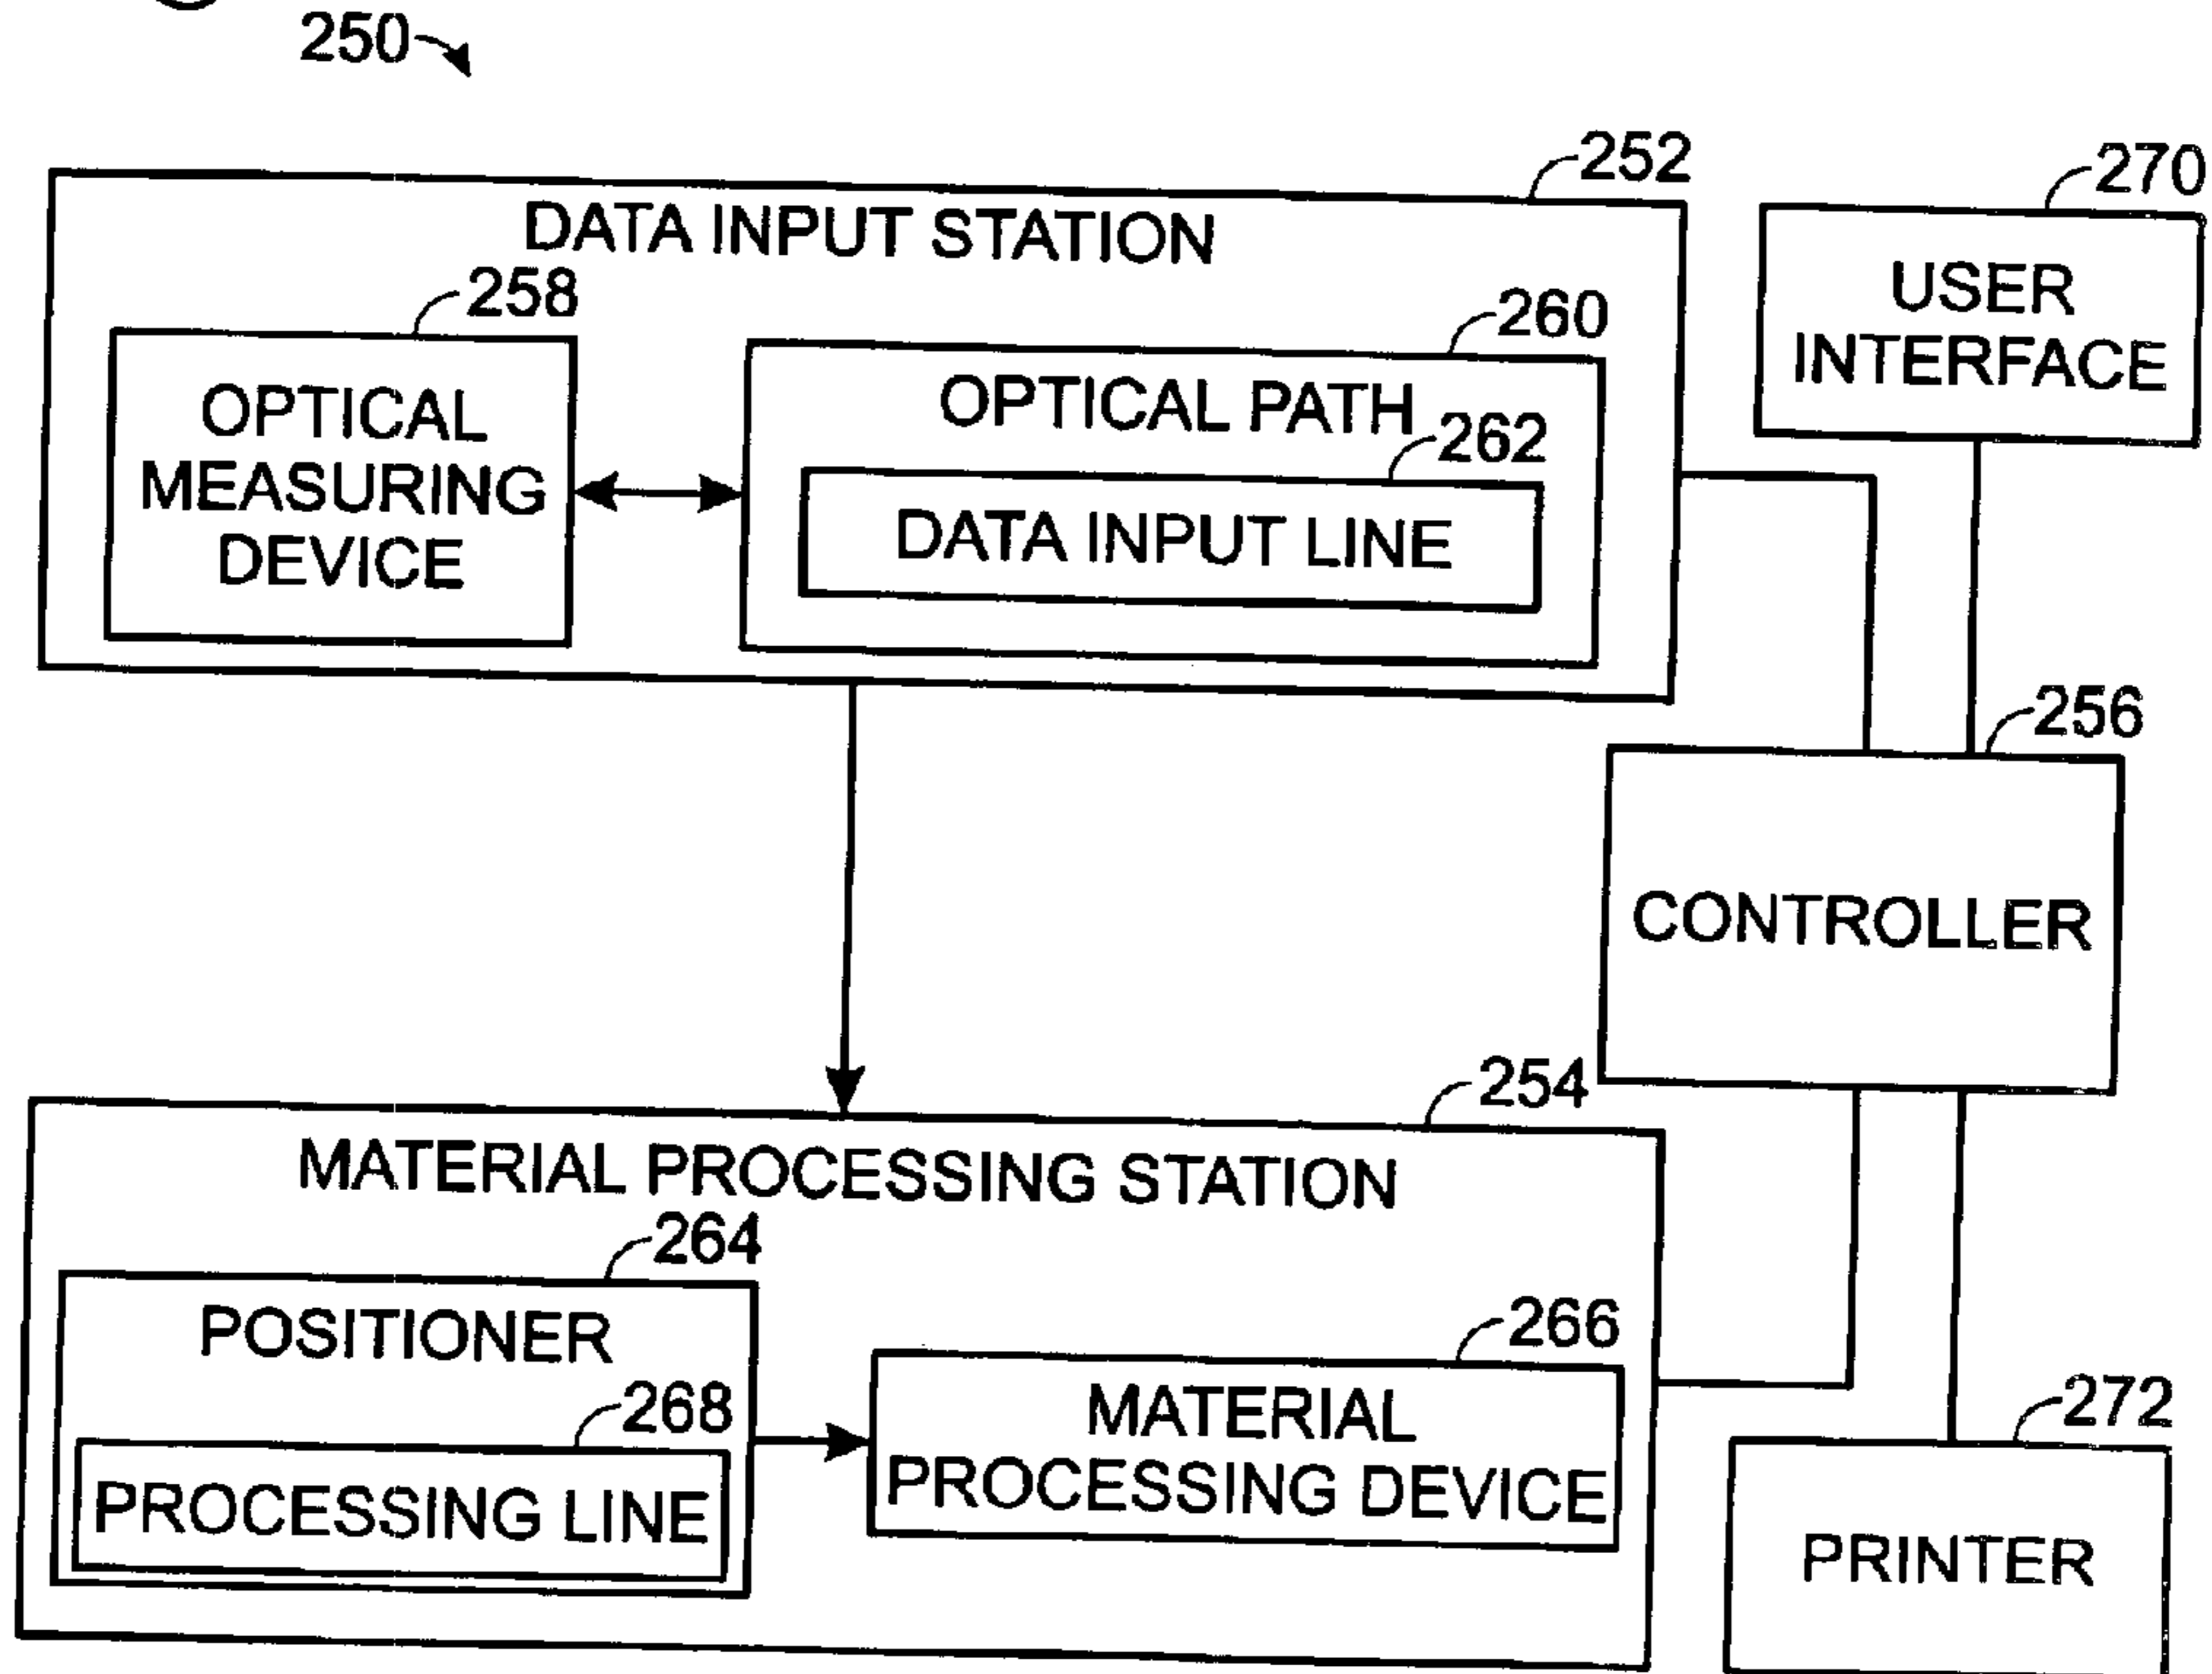 250
252
DATA INPUT STATION
258
OPTICAL
MEASURING
DEVICE
260
OPTICAL PATH
262
DATA INPUT LINE
270
USER
INTERFACE
256
CONTROLLER
254
MATERIAL PROCESSING STATION
264
POSITIONER
268
PROCESSING LINE
266
MATERIAL
PROCESSING DEVICE
272
PRINTER